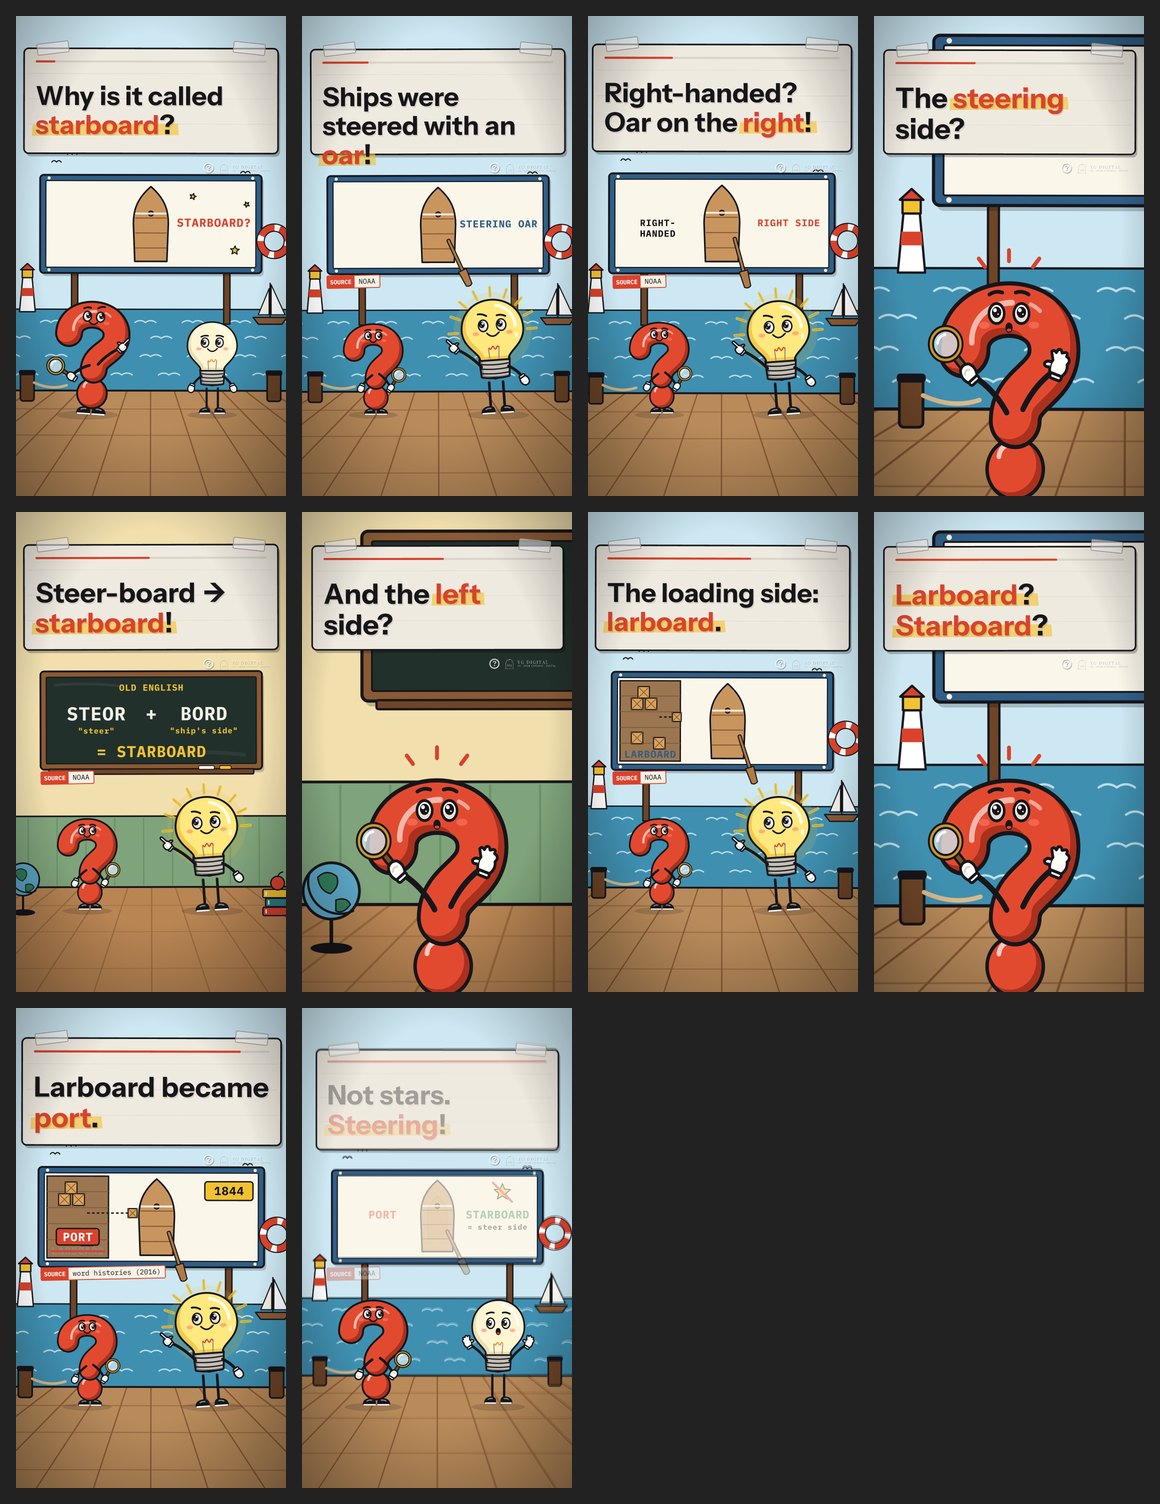 Why is it called
starboard?
STARBOARD?
Ships were
steered with an
oar!
STEERING OAR
SOURCE NOAA
Right-handed?
Oar on the right!
RIGHT-
HANDED
RIGHT SIDE
SOURCE NOAA
The steering
side?
Steer-board →
starboard!
OLD ENGLISH
STEOR + BORD
"steer" "ship's side"
= STARBOARD
SOURCE NOAA
And the left
side?
YG DIGITAL
The loading side:
larboard.
LARBOARD
SOURCE NOAA
Larboard?
Starboard?
Larboard became
port.
1844
PORT
SOURCE word histories (2016)
Not stars.
Steering!
PORT
STARBOARD
= steer side
SOURCE NOAA